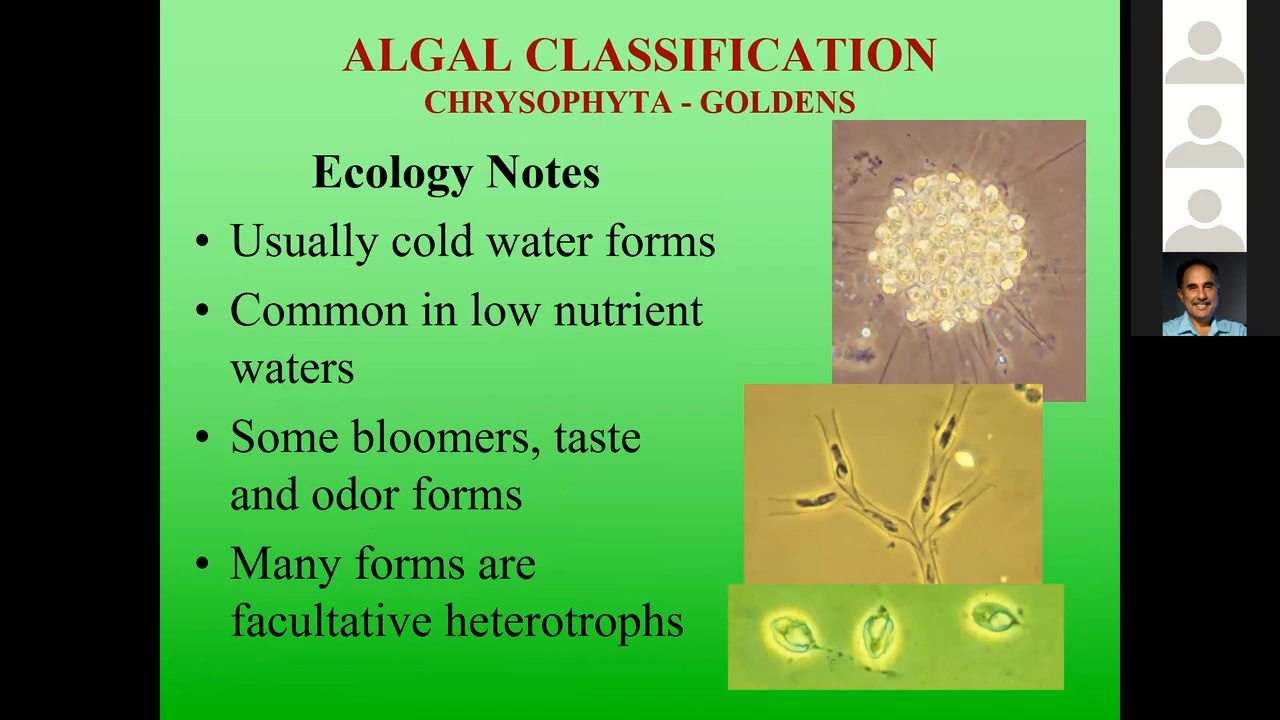 ALGAL CLASSIFICATION
CHRYSOPHYTA - GOLDENS
Ecology Notes
• Usually cold water forms
• Common in low nutrient
waters
• Some bloomers, taste
and odor forms
• Many forms are
facultative heterotrophs